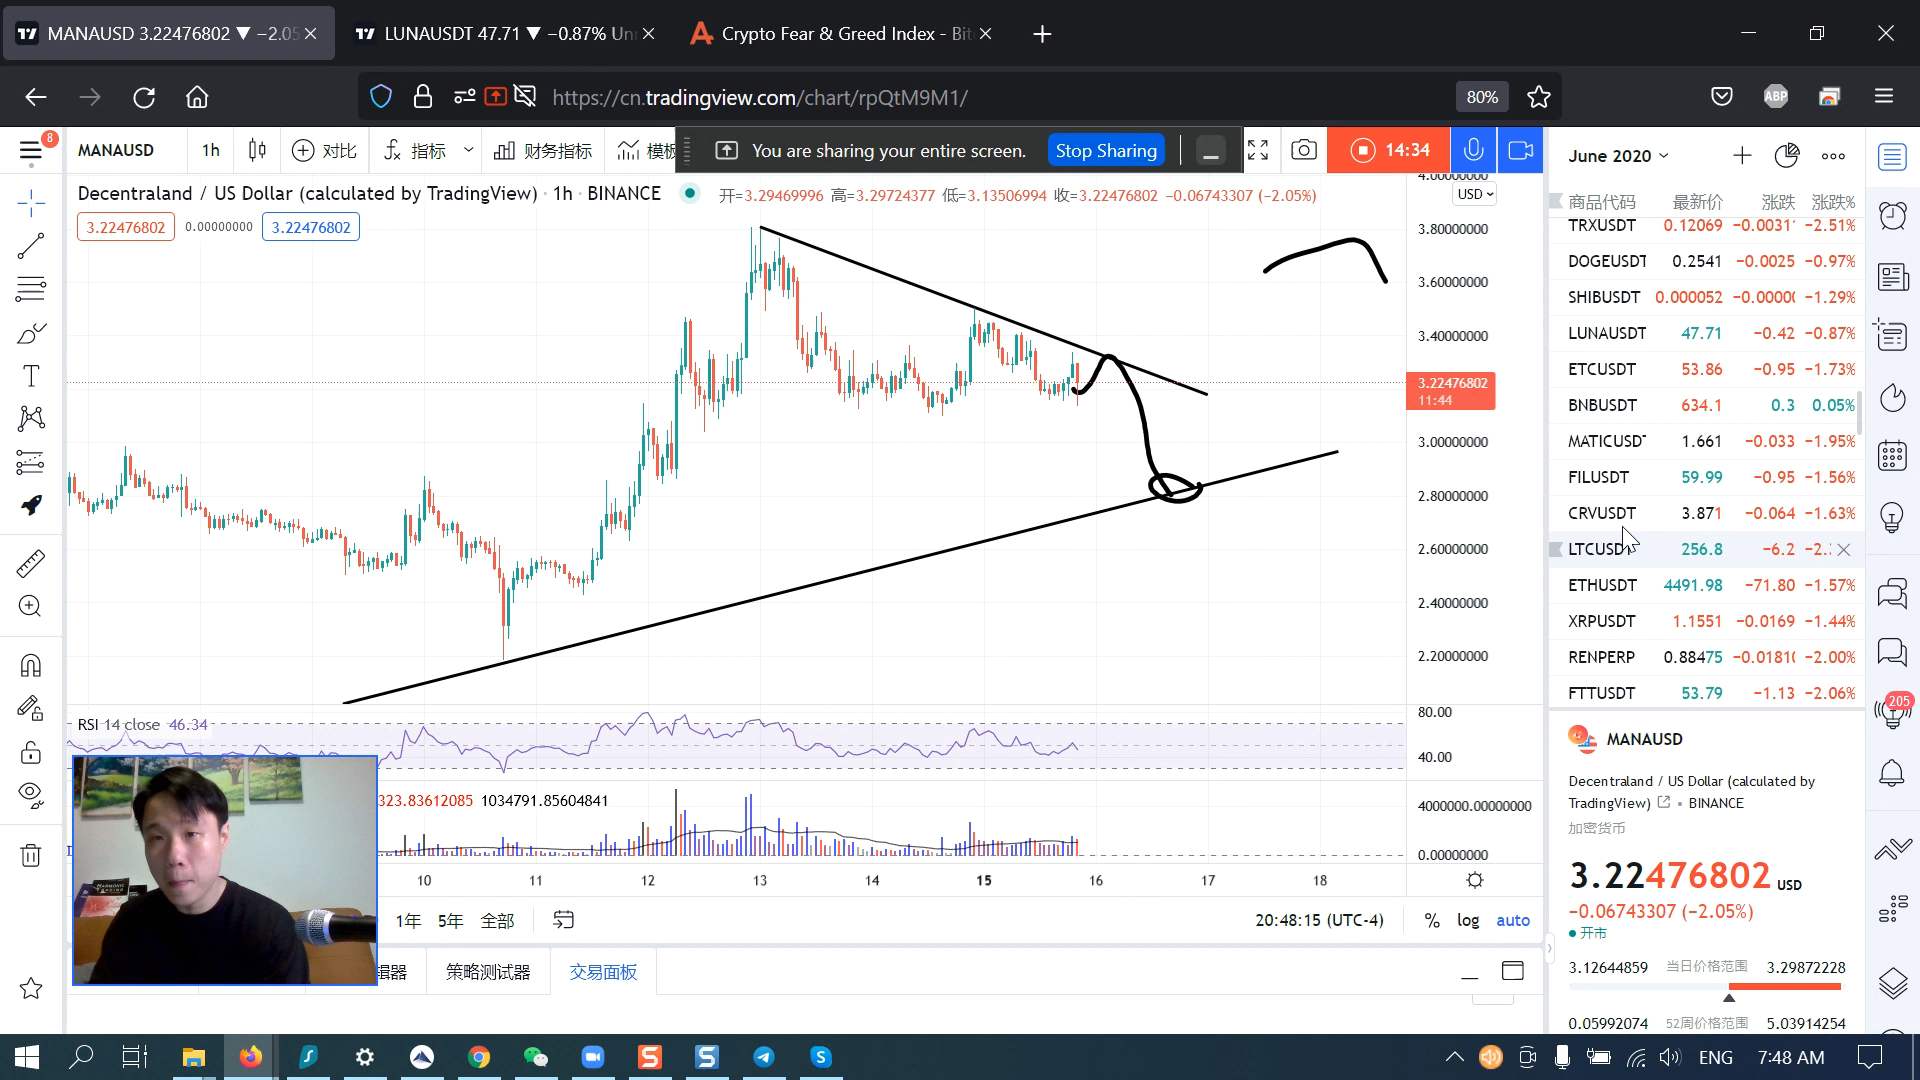 MANAUSD 3.22476802 ▼ −2.05
LUNAUSDT 47.71 ▼ −0.87%
Crypto Fear & Greed Index - Bit
https://cn.tradingview.com/chart/rpQtM9M1/
80%
ABP
8
MANAUSD
1h
对比
指标
财务指标
模板
You are sharing your entire screen.
Stop Sharing
14:34
Decentraland / US Dollar (calculated by TradingView) · 1h · BINANCE
开=3.29469996 高=3.29724377 低=3.13506994 收=3.22476802 −0.06743307 (−2.05%)
3.22476802
0.00000000
3.22476802
USD
4.00000000
3.80000000
3.60000000
3.40000000
3.22476802
11:44
3.00000000
2.80000000
2.60000000
2.40000000
2.20000000
RSI 14 close 46.34
80.00
40.00
323.83612085 1034791.85604841
4000000.00000000
0.00000000
10 11 12 13 14 15 16 17 18
1年 5年 全部
20:48:15 (UTC-4)
% log auto
策略测试器
交易面板
June 2020
商品代码 最新价 涨跌 涨跌%
TRXUSDT 0.12069 −0.0031 −2.51%
DOGEUSDT 0.2541 −0.0025 −0.97%
SHIBUSDT 0.000052 −0.0000 −1.29%
LUNAUSDT 47.71 −0.42 −0.87%
ETCUSDT 53.86 −0.95 −1.73%
BNBUSDT 634.1 0.3 0.05%
MATICUSD 1.661 −0.033 −1.95%
FILUSDT 59.99 −0.95 −1.56%
CRVUSDT 3.871 −0.064 −1.63%
LTCUSD 256.8 −6.2 −2.
ETHUSDT 4491.98 −71.80 −1.57%
XRPUSDT 1.1551 −0.0169 −1.44%
RENPERP 0.88475 −0.0181 −2.00%
FTTUSDT 53.79 −1.13 −2.06%
205
MANAUSD
Decentraland / US Dollar (calculated by
TradingView) • BINANCE
加密货币
3.22476802 USD
−0.06743307 (−2.05%)
开市
3.12644859 当日价格范围 3.29872228
0.05992074 52周价格范围 5.03914254
ENG
7:48 AM